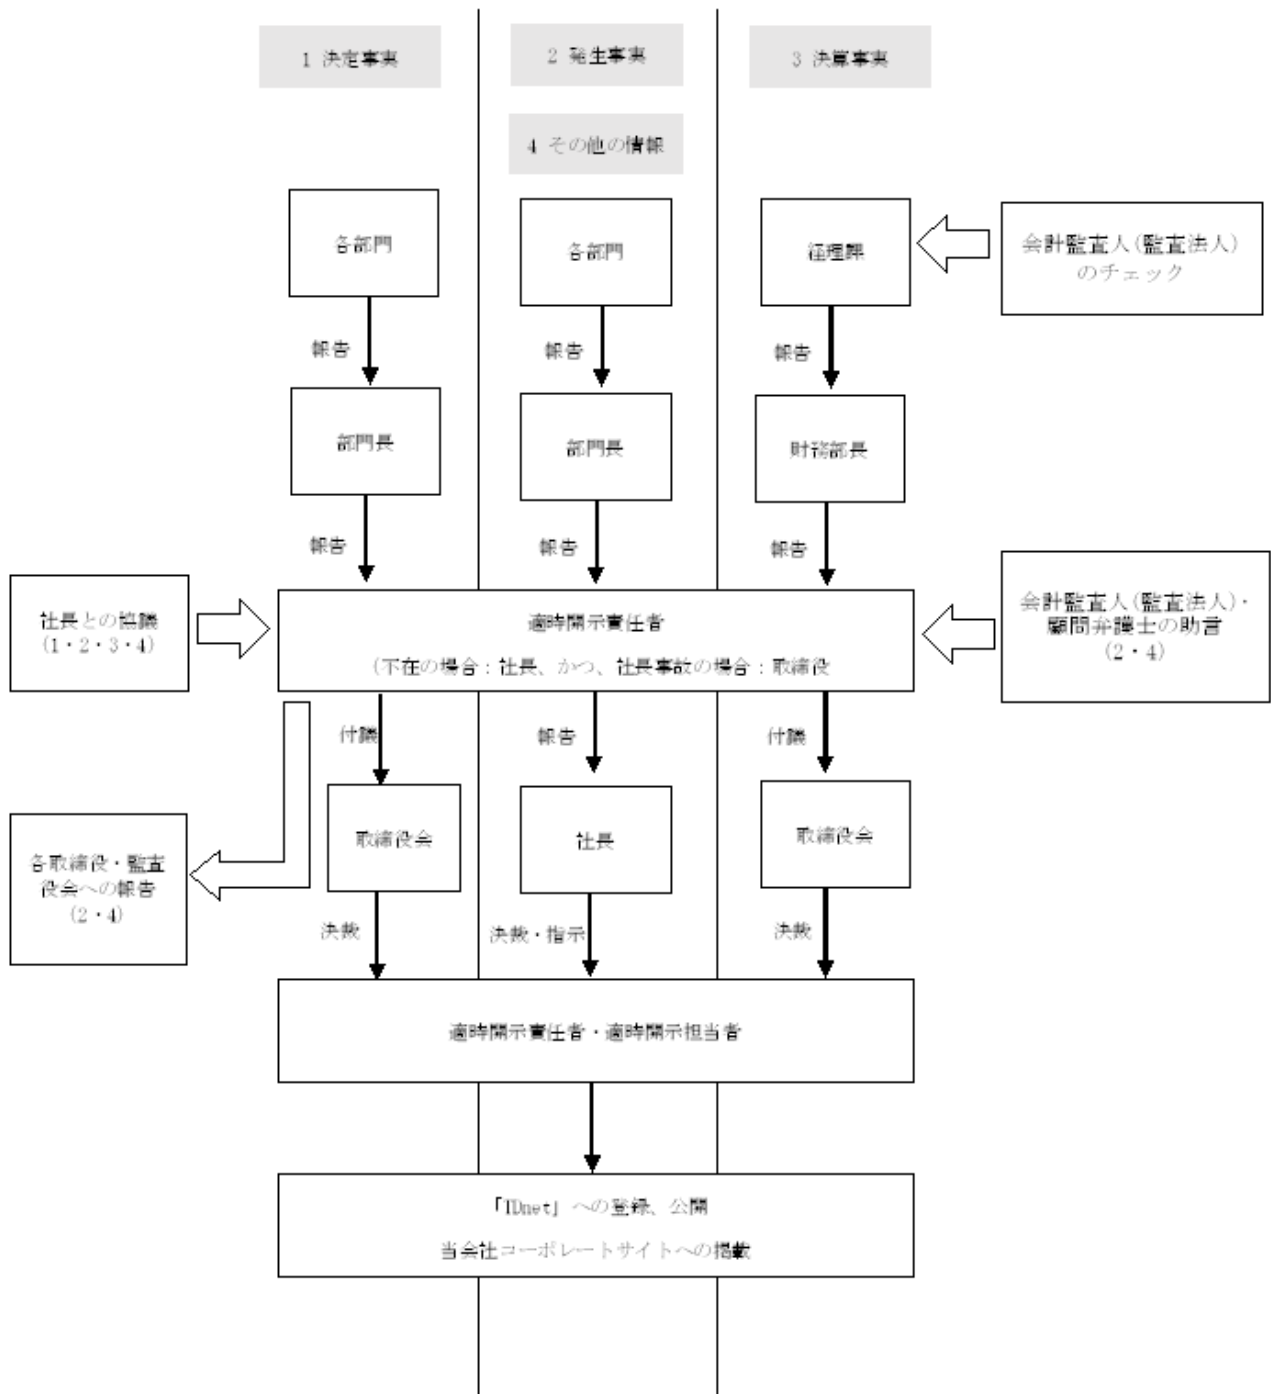 1 決定事実
2 発生事実
3 決算事実
4 その他の情報
各部門
各部門
経理課
会計監査人(監査法人)
のチェック
報告
報告
報告
部門長
部門長
財務部長
報告
報告
報告
社長との協議
(1・2・3・4)
適時開示責任者
(不在の場合：社長、かつ、社長事故の場合：取締役
会計監査人(監査法人)・
顧問弁護士の助言
(2・4)
付議
報告
付議
取締役会
社長
取締役会
各取締役・監査
役会への報告
(2・4)
決裁
決裁・指示
決裁
適時開示責任者・適時開示担当者
「TDnet」への登録、公開
当会社コーポレートサイトへの掲載